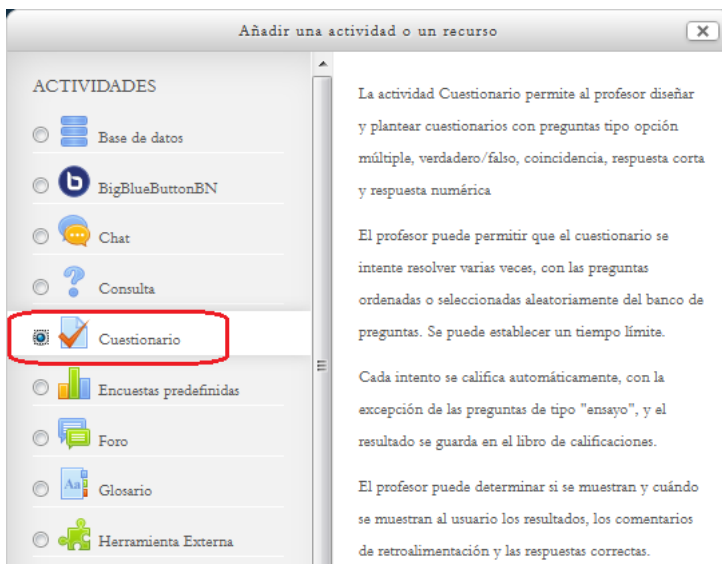 Añadir una actividad o un recurso
ACTIVIDADES
Base de datos
BigBlueButtonBN
Chat
Consulta
Cuestionario
Encuestas predefinidas
Foro
Glosario
Herramienta Externa
La actividad Cuestionario permite al profesor diseñar
y plantear cuestionarios con preguntas tipo opción
múltiple, verdadero/falso, coincidencia, respuesta corta
y respuesta numérica
El profesor puede permitir que el cuestionario se
intente resolver varias veces, con las preguntas
ordenadas o seleccionadas aleatoriamente del banco de
preguntas. Se puede establecer un tiempo límite.
Cada intento se califica automáticamente, con la
excepción de las preguntas de tipo "ensayo", y el
resultado se guarda en el libro de calificaciones.
El profesor puede determinar si se muestran y cuándo
se muestran al usuario los resultados, los comentarios
de retroalimentación y las respuestas correctas.